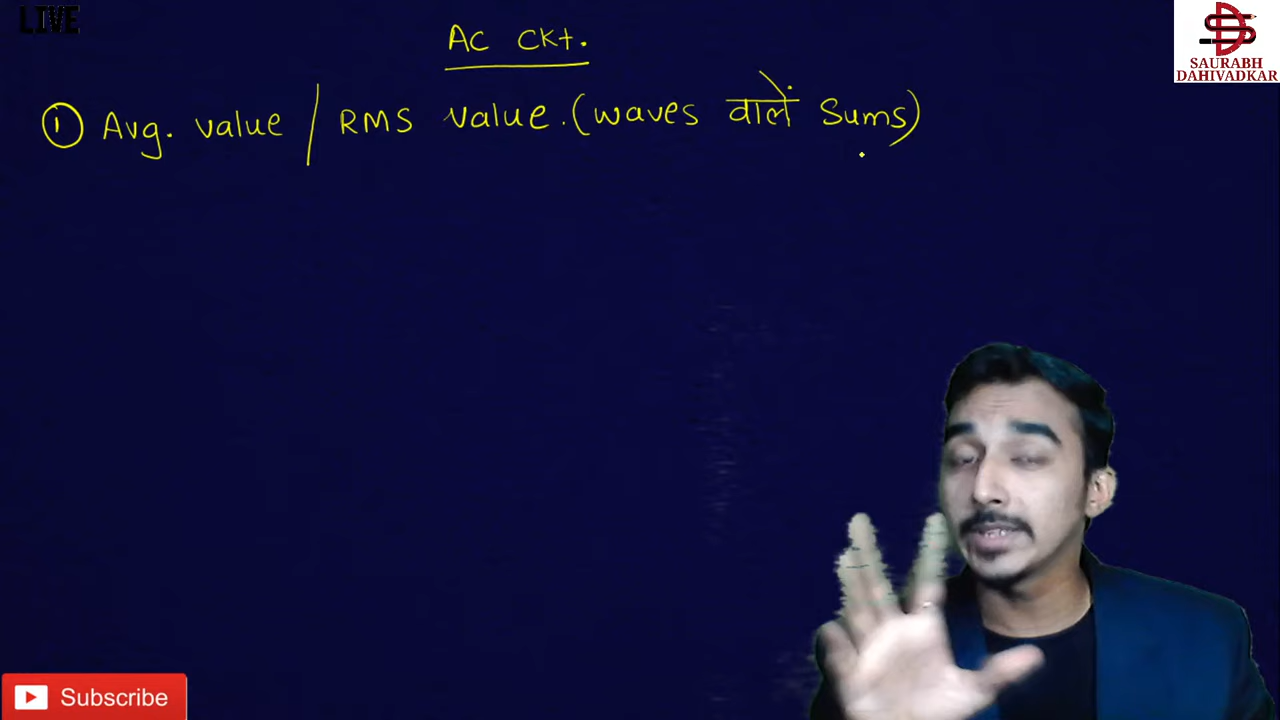 LIVE
AC CKt.
SAURABH
DAHIVADKAR
① Avg. value / RMS value. (waves वाले Sums)
Subscribe